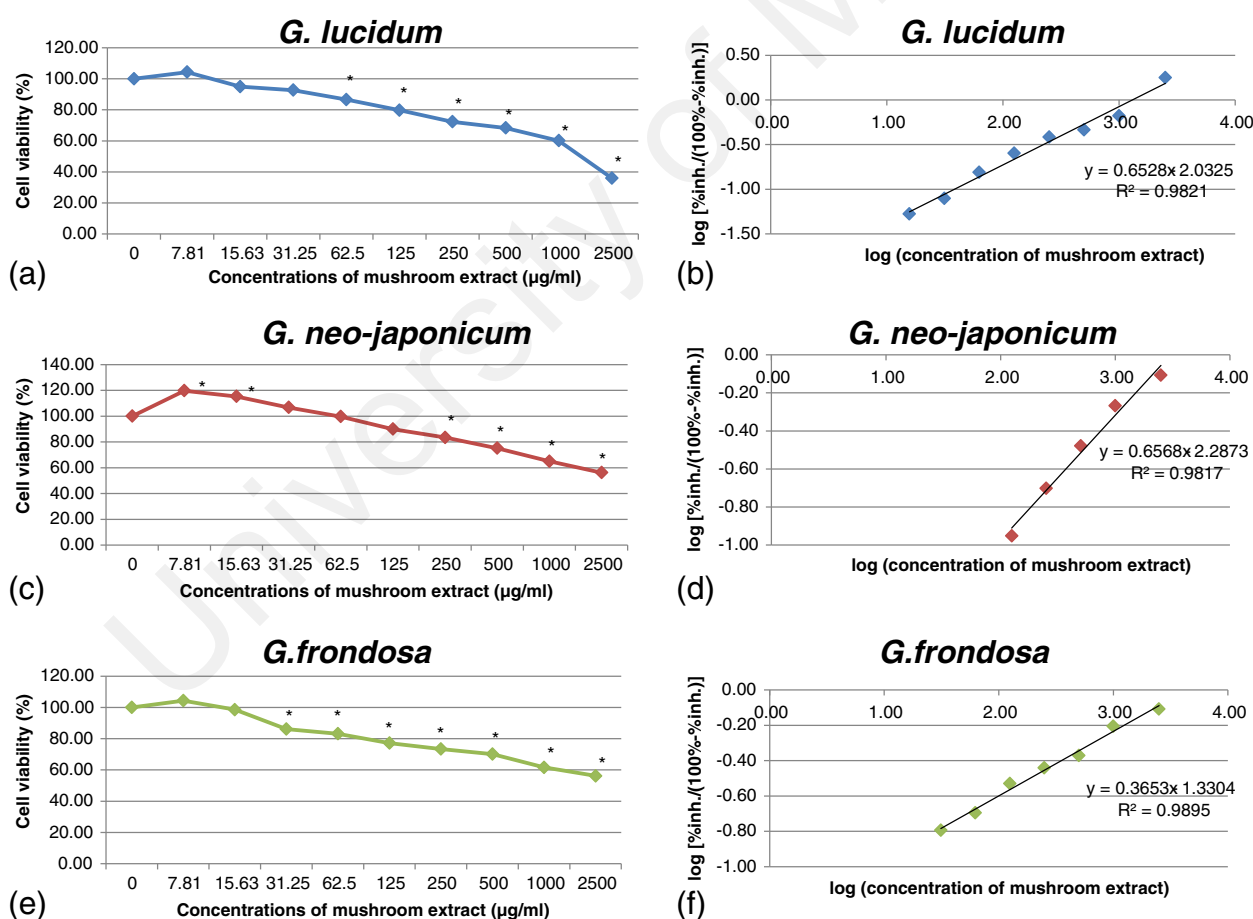 G. lucidum
120.00
100.00
80.00
60.00
40.00
20.00
0.00
Cell viability (%)
* * * * * *
0 7.81 15.63 31.25 62.5 125 250 500 1000 2500
Concentrations of mushroom extract (µg/ml)
(a)
G. lucidum
0.50
0.00
-0.50
-1.00
-1.50
0.00 1.00 2.00 3.00 4.00
log [%inh./(100%-%inh.)]
y = 0.6528x - 2.0325
R² = 0.9821
log (concentration of mushroom extract)
(b)
G. neo-japonicum
140.00
120.00
100.00
80.00
60.00
40.00
20.00
0.00
Cell viability (%)
* * * * * *
0 7.81 15.63 31.25 62.5 125 250 500 1000 2500
Concentrations of mushroom extract (µg/ml)
(c)
G. neo-japonicum
0.00
-0.20
-0.40
-0.60
-0.80
-1.00
0.00 1.00 2.00 3.00 4.00
log [%inh./(100%-%inh.)]
y = 0.6568x - 2.2873
R² = 0.9817
log (concentration of mushroom extract)
(d)
G.frondosa
120.00
100.00
80.00
60.00
40.00
20.00
0.00
Cell viability (%)
* * * * * * *
0 7.81 15.63 31.25 62.5 125 250 500 1000 2500
Concentrations of mushroom extract (µg/ml)
(e)
G.frondosa
0.00
-0.20
-0.40
-0.60
-0.80
-1.00
0.00 1.00 2.00 3.00 4.00
log [%inh./(100%-%inh.)]
y = 0.3653x - 1.3304
R² = 0.9895
log (concentration of mushroom extract)
(f)
University of M